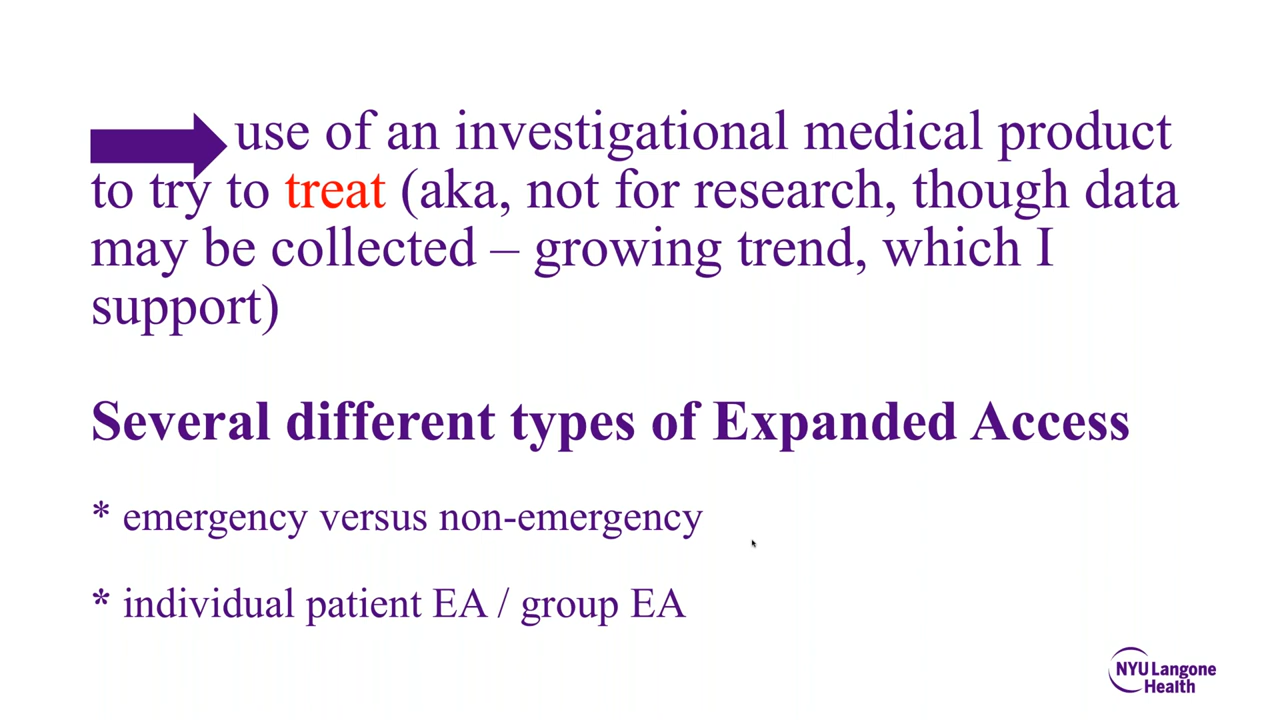 use of an investigational medical product
to try to treat (aka, not for research, though data
may be collected – growing trend, which I
support)
Several different types of Expanded Access
* emergency versus non-emergency
* individual patient EA / group EA
NYU Langone
Health